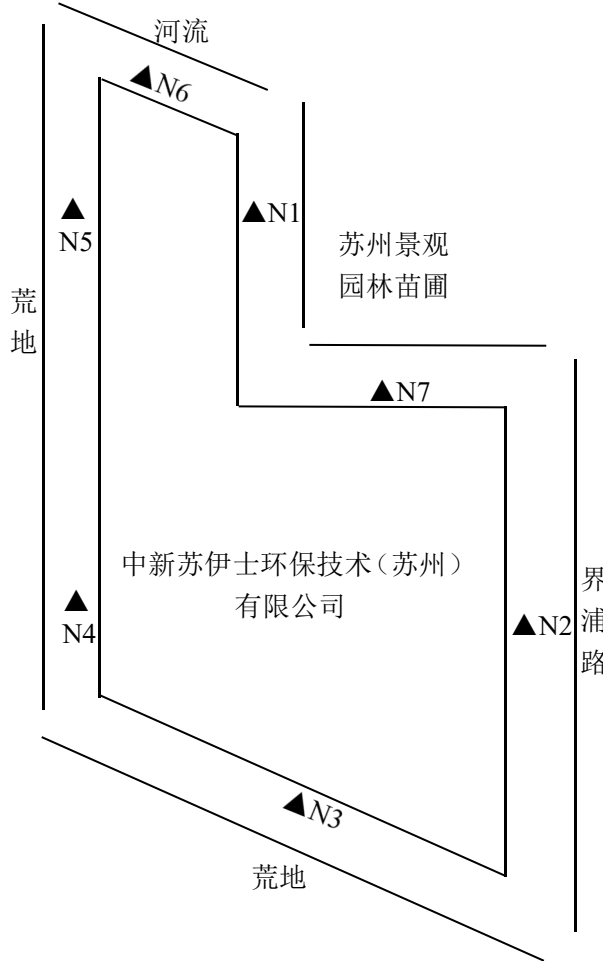 河流
▲N6
▲N1
▲
N5
苏州景观
园林苗圃
荒
地
▲N7
中新苏伊士环保技术（苏州）
有限公司
界
浦
路
▲
N4
▲N2
▲N3
荒地